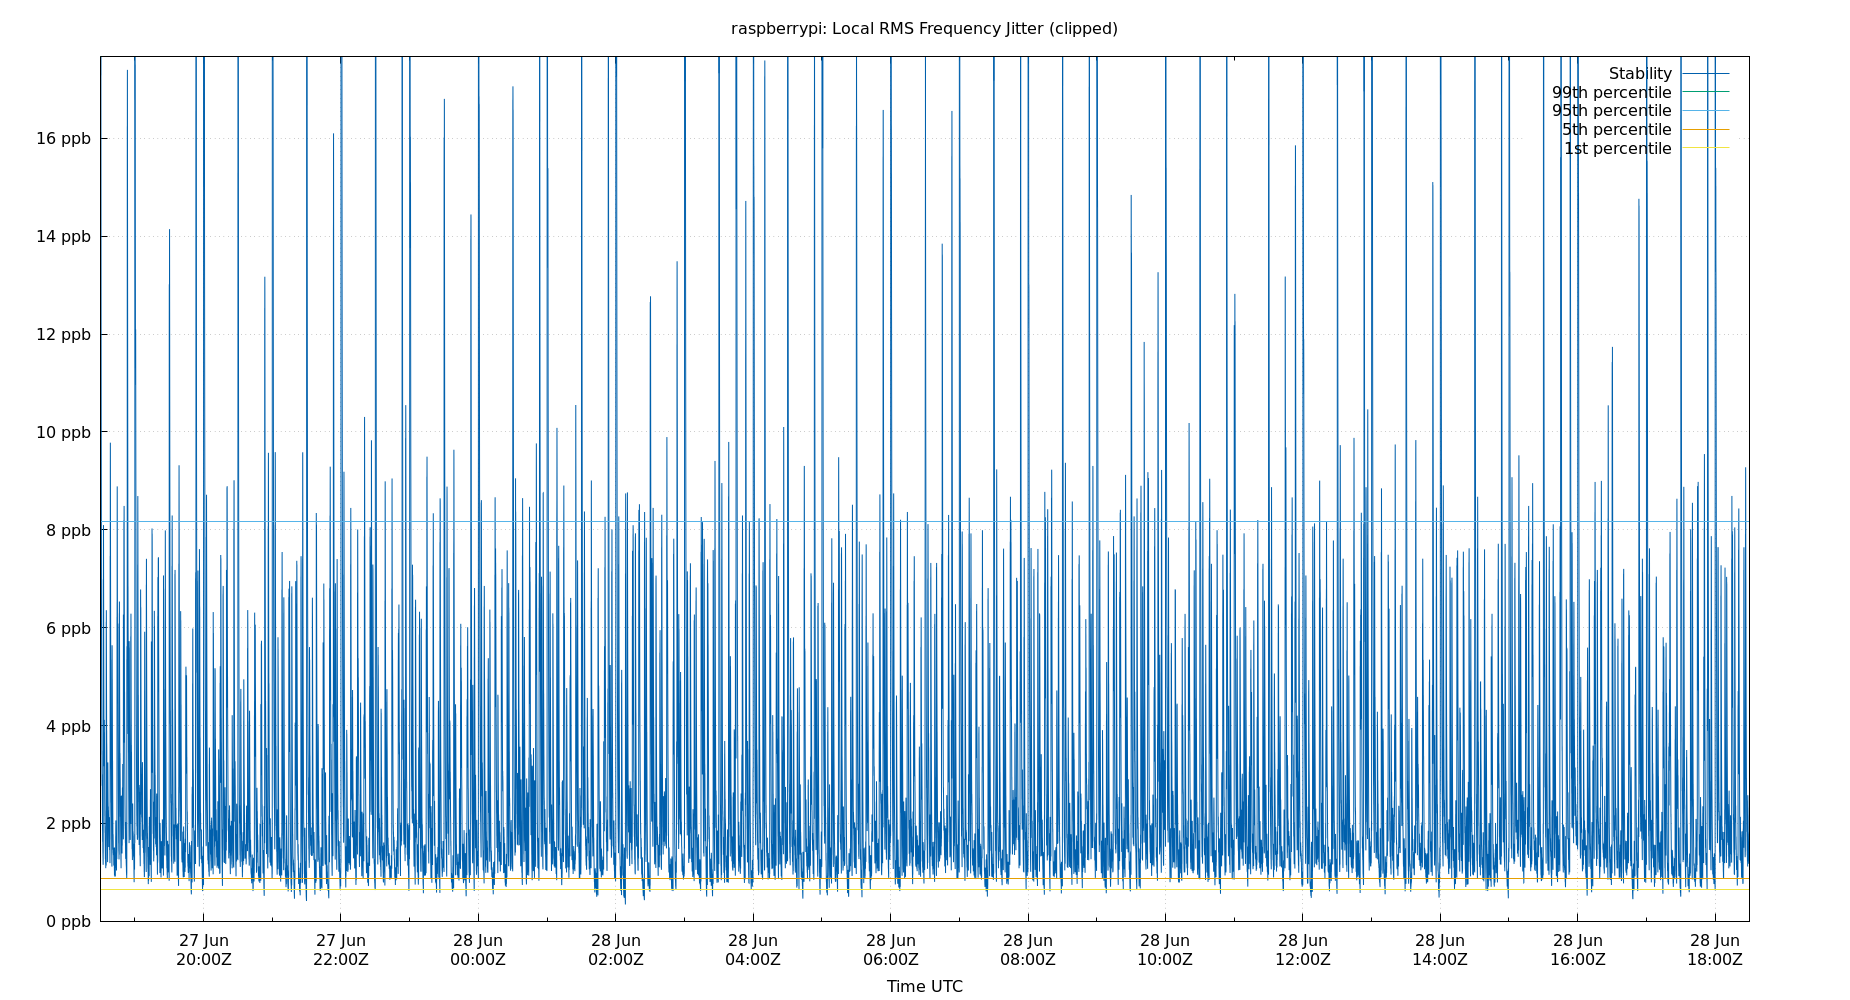 raspberrypi: Local RMS Frequency Jitter (clipped)
Stability
99th percentile
95th percentile
5th percentile
1st percentile
16 ppb
14 ppb
12 ppb
10 ppb
8 ppb
6 ppb
4 ppb
2 ppb
0 ppb
27 Jun 27 Jun 28 Jun 28 Jun 28 Jun 28 Jun 28 Jun 28 Jun 28 Jun 28 Jun 28 Jun 28 Jun
20:00Z 22:00Z 00:00Z 02:00Z 04:00Z 06:00Z 08:00Z 10:00Z 12:00Z 14:00Z 16:00Z 18:00Z
Time UTC